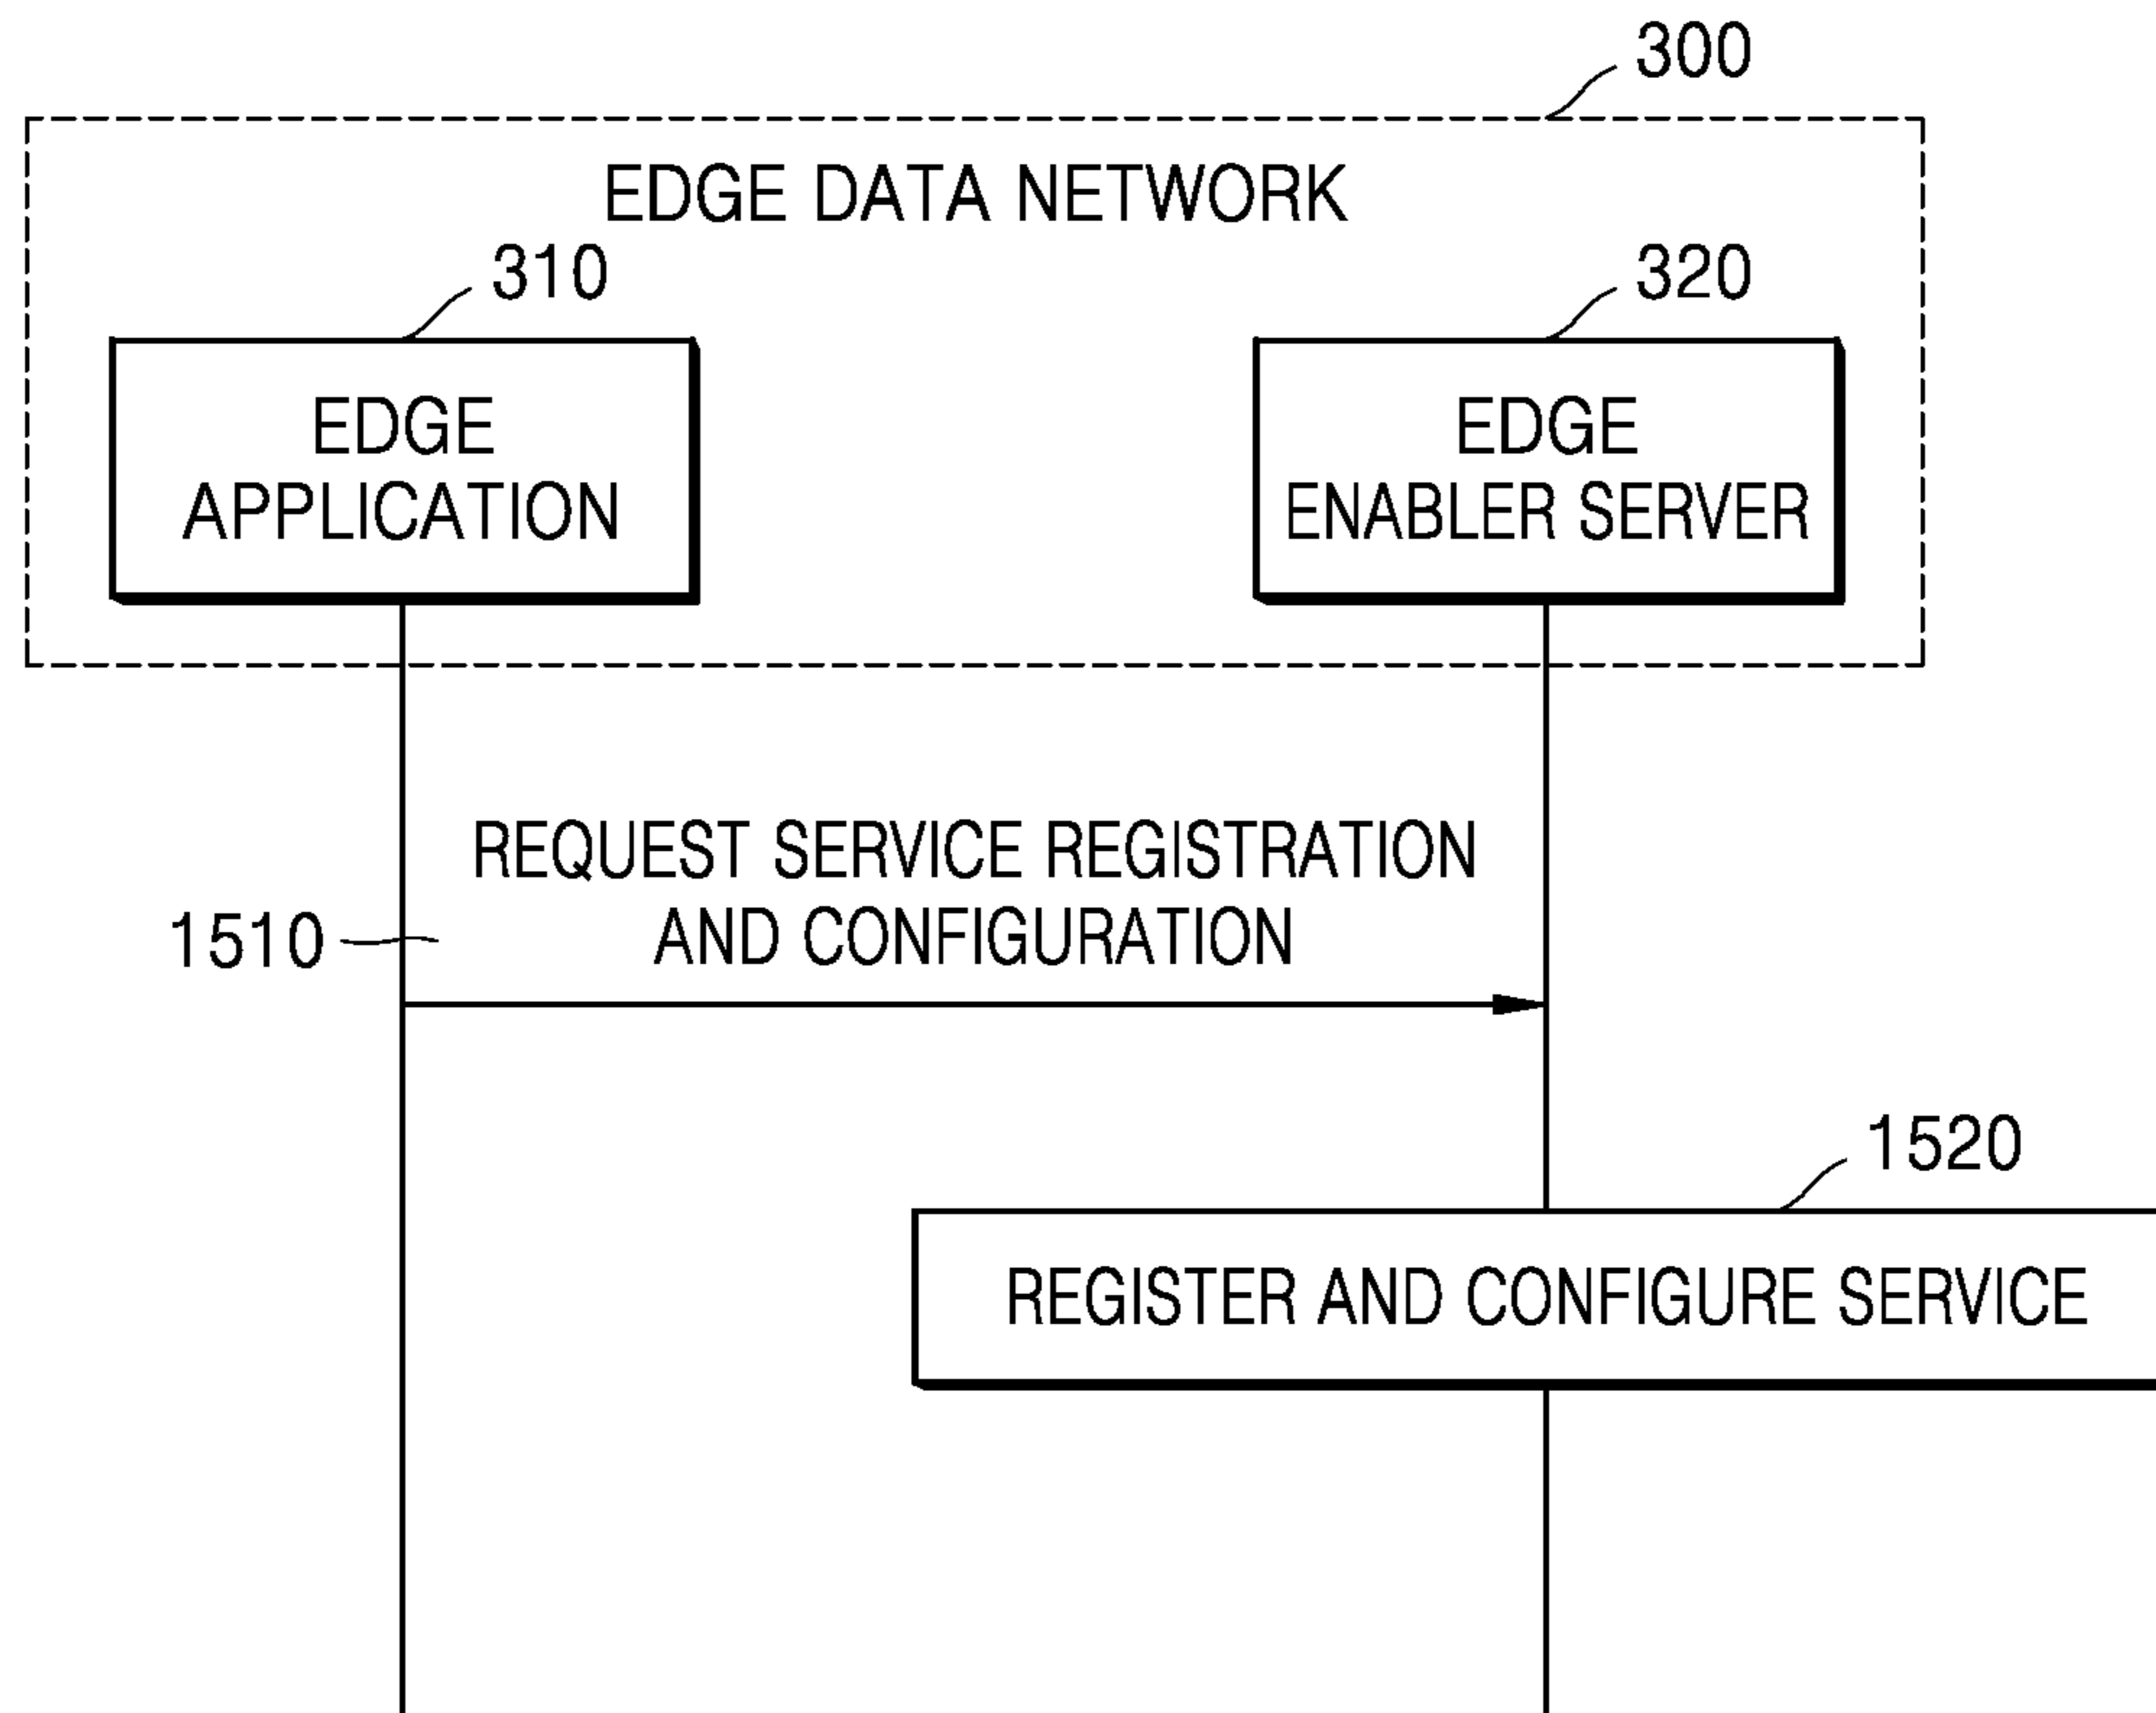 300
EDGE DATA NETWORK
310
320
EDGE
APPLICATION
EDGE
ENABLER SERVER
REQUEST SERVICE REGISTRATION
AND CONFIGURATION
1510
1520
REGISTER AND CONFIGURE SERVICE